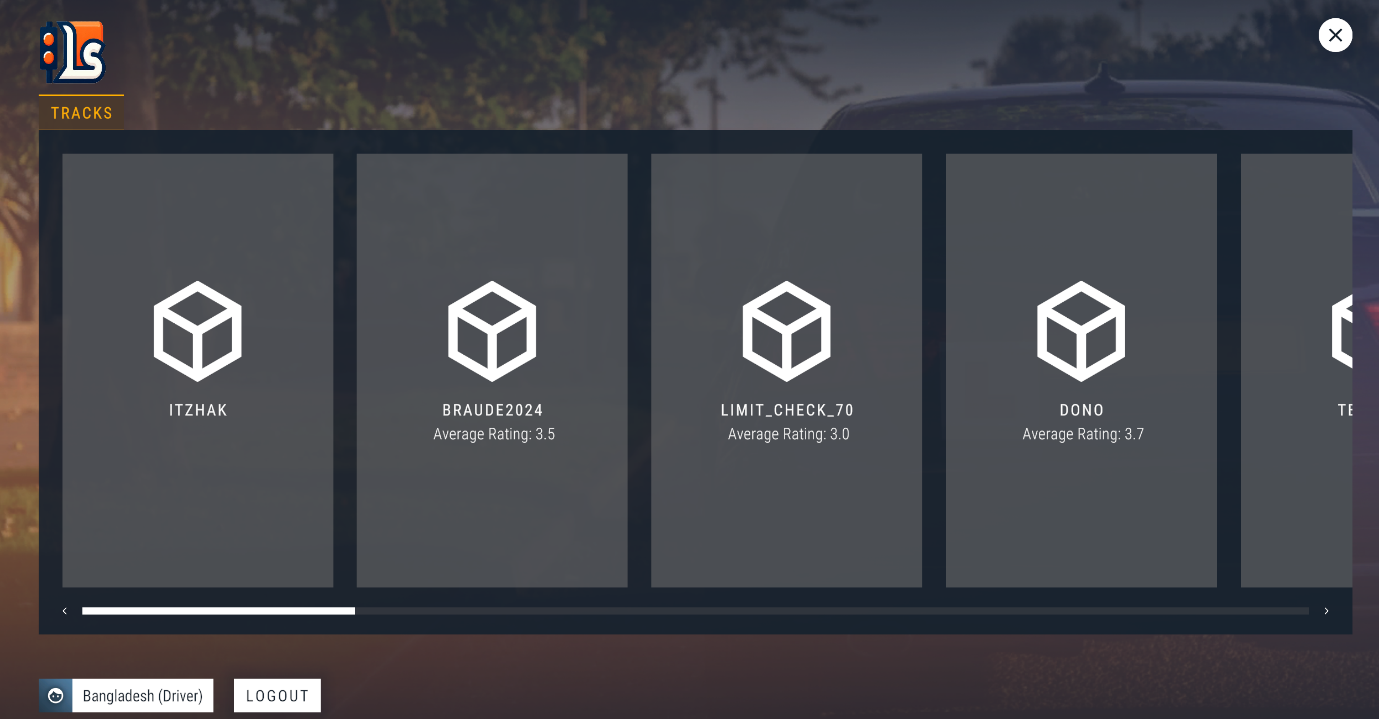 Ls
TRACKS
ITZHAK
BRAUDE2024
Average Rating: 3.5
LIMIT_CHECK_70
Average Rating: 3.0
DONO
Average Rating: 3.7
TE
Bangladesh (Driver)
LOGOUT